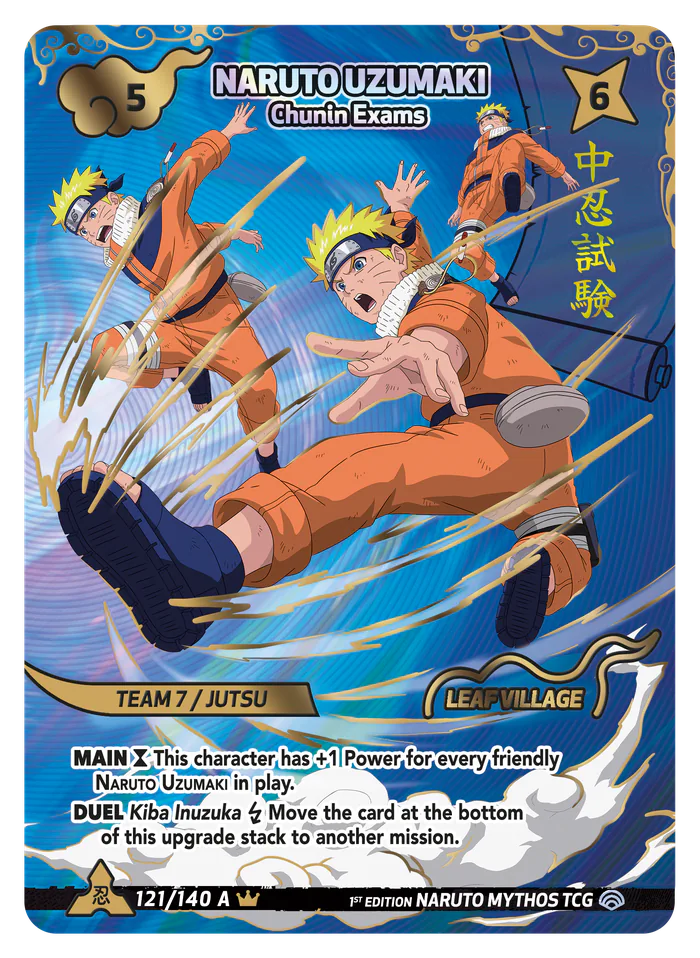 5
NARUTO UZUMAKI
6
Chunin Exams
中忍試験
TEAM 7 / JUTSU
LEAF VILLAGE
MAIN ⧗ This character has +1 Power for every friendly
NARUTO UZUMAKI in play.
DUEL Kiba Inuzuka ϟ Move the card at the bottom
of this upgrade stack to another mission.
忍
121/140 A
1ST EDITION NARUTO MYTHOS TCG